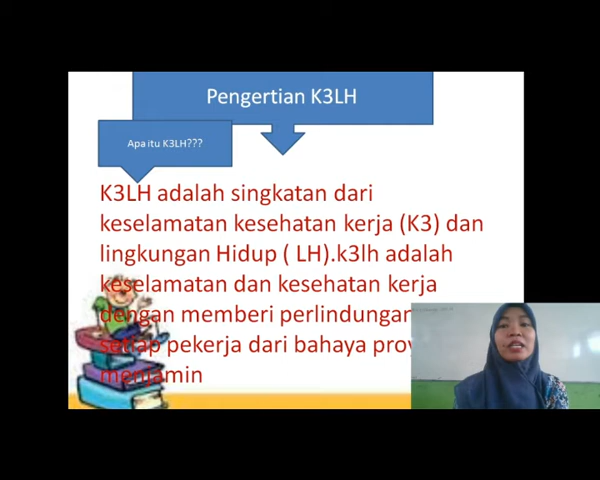 Pengertian K3LH
Apa itu K3LH???
K3LH adalah singkatan dari
keselamatan kesehatan kerja (K3) dan
lingkungan Hidup ( LH).k3lh adalah
keselamatan dan kesehatan kerja
dengan memberi perlindungan
setiap pekerja dari bahaya
menjamin